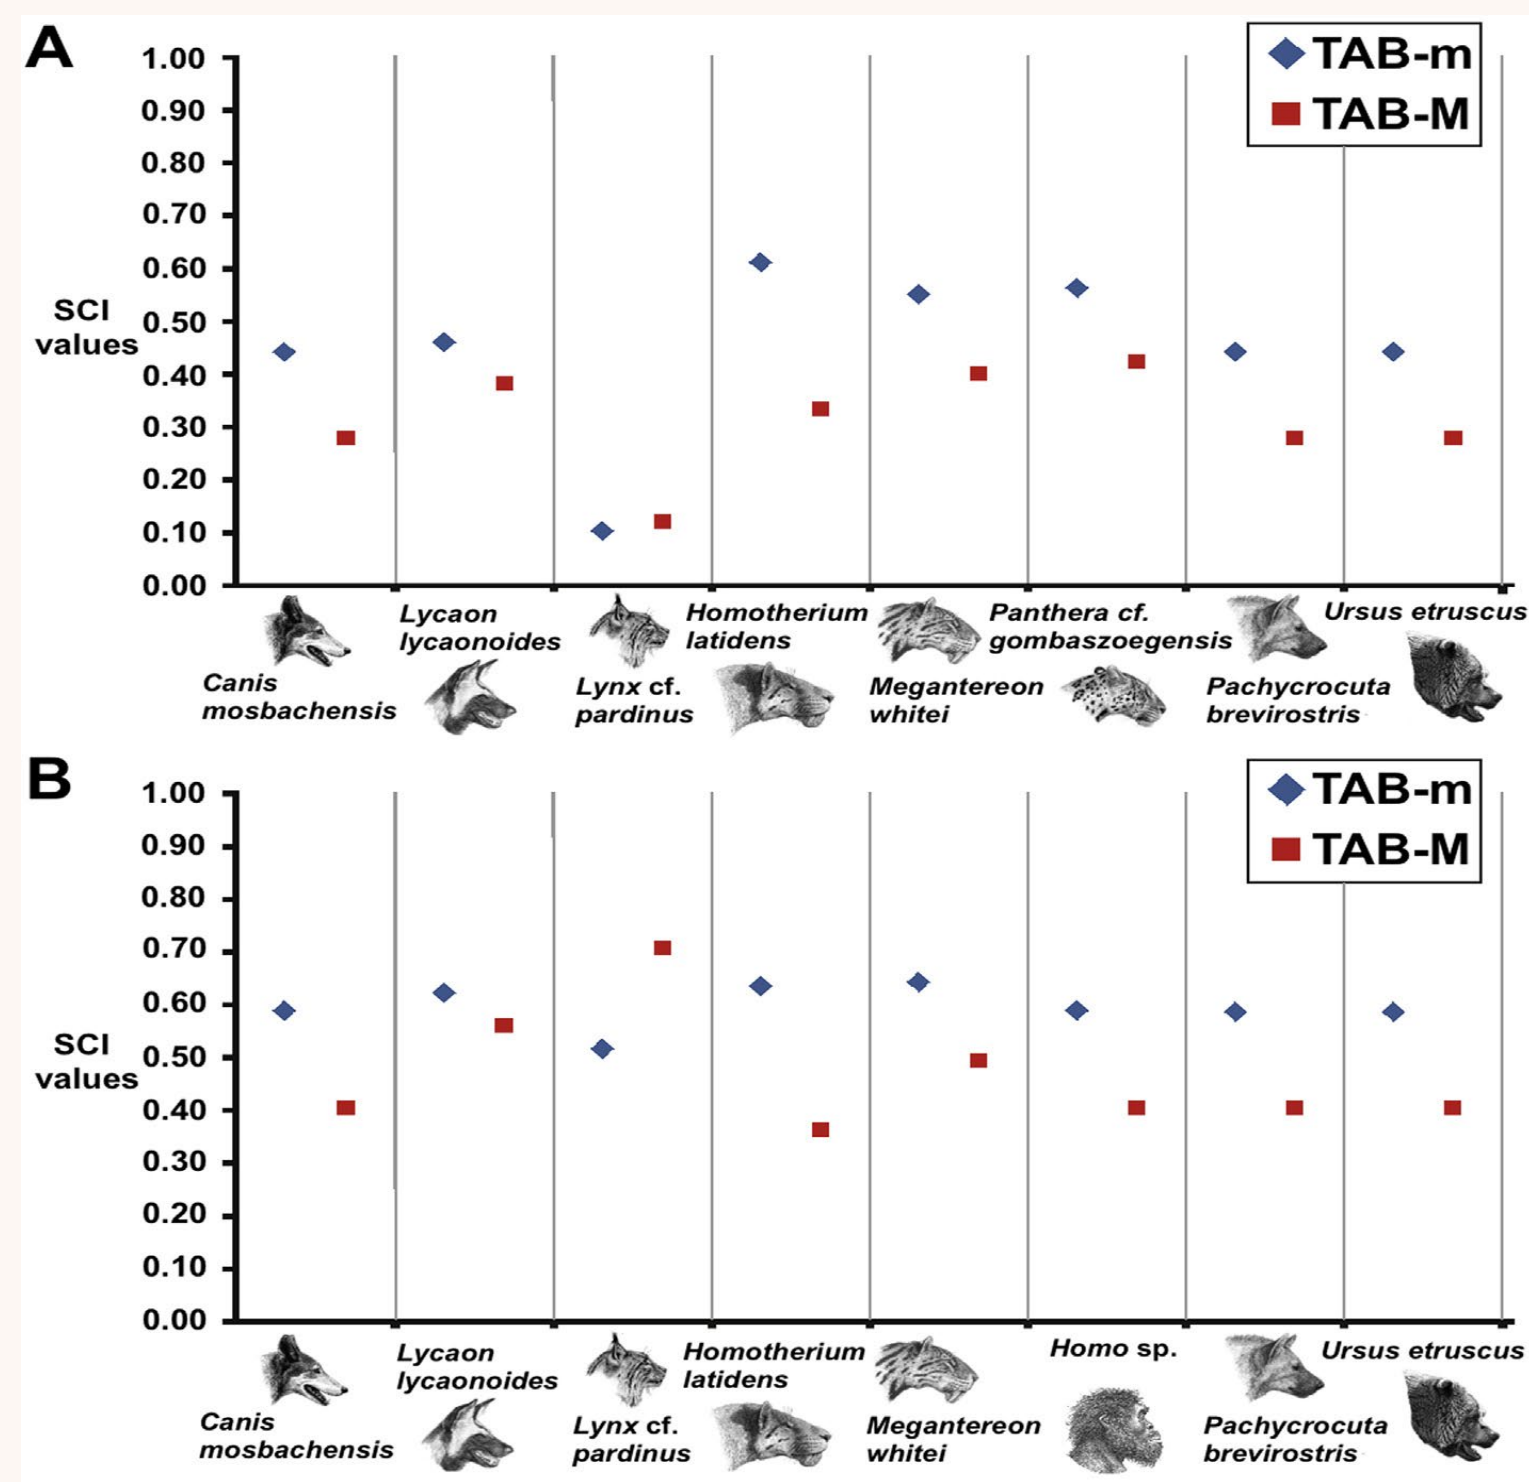 A
TAB-m
TAB-M
1.00
0.90
0.80
0.70
0.60
0.50
0.40
0.30
0.20
0.10
0.00
SCI
values
Canis
mosbachensis
Lycaon
lycaonoides
Lynx cf.
pardinus
Homotherium
latidens
Megantereon
whitei
Panthera cf.
gombaszoegensis
Pachycrocuta
brevirostris
Ursus etruscus
B
TAB-m
TAB-M
1.00
0.90
0.80
0.70
0.60
0.50
0.40
0.30
0.20
0.10
0.00
SCI
values
Canis
mosbachensis
Lycaon
lycaonoides
Lynx cf.
pardinus
Homotherium
latidens
Megantereon
whitei
Homo sp.
Pachycrocuta
brevirostris
Ursus etruscus